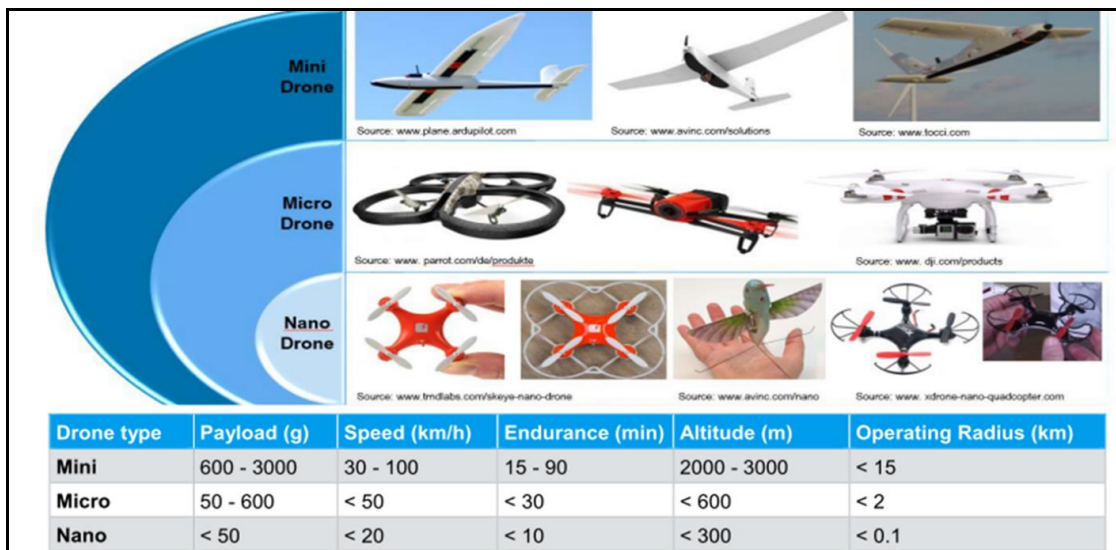 Mini
Drone
Source: www.plane.ardupilot.com
Source: www.avinc.com/solutions
Source: www.tocci.com
Micro
Drone
Source: www. parrot.com/de/produkte
Source: www. dji.com/products
Nano
Drone
Source: www.tmdlabs.com/skeye-nano-drone
Source: www.avinc.com/nano
Source: www. xdrone-nano-quadcopter.com
Drone type Payload (g) Speed (km/h) Endurance (min) Altitude (m) Operating Radius (km)
Mini 600 - 3000 30 - 100 15 - 90 2000 - 3000 < 15
Micro 50 - 600 < 50 < 30 < 600 < 2
Nano < 50 < 20 < 10 < 300 < 0.1